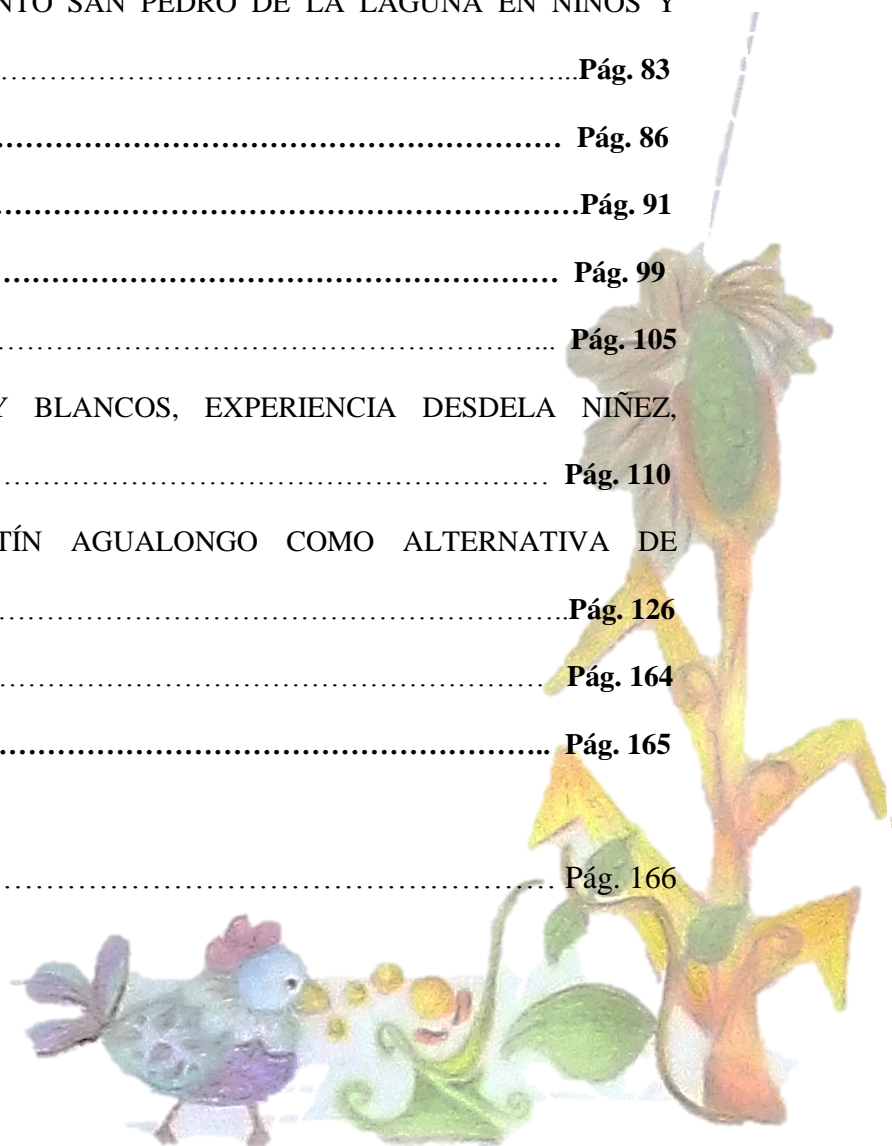 NTO SAN PEDRO DE LA LAGUNA EN NIÑOS Y
………………………………………………………...Pág. 83
………………………………………………………… Pág. 86
………………………………………………………….Pág. 91
………………………………………………………… Pág. 99
……………………………………………………... Pág. 105
Y BLANCOS, EXPERIENCIA DESDELA NIÑEZ,
……………………………………………………… Pág. 110
TÍN AGUALONGO COMO ALTERNATIVA DE
………………………………………………………..Pág. 126
……………………………………………………… Pág. 164
……………………………………………………….. Pág. 165
……………………………………………………… Pág. 166